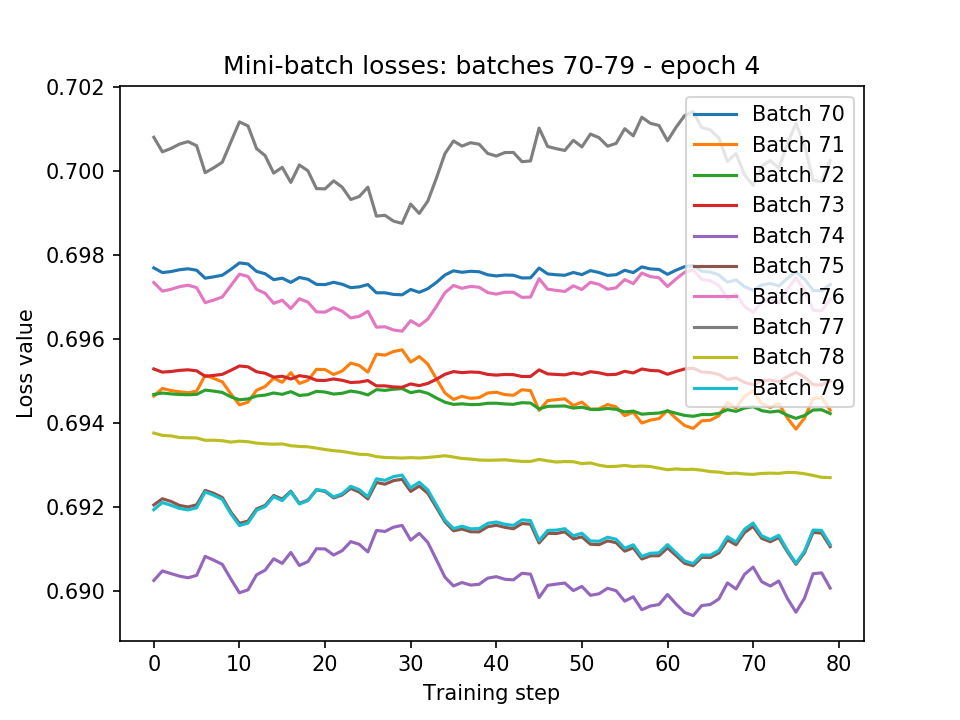 Mini-batch losses: batches 70-79 - epoch 4
0.702
0.700
0.698
0.696
0.694
0.692
0.690
Loss value
Batch 70
Batch 71
Batch 72
Batch 73
Batch 74
Batch 75
Batch 76
Batch 77
Batch 78
Batch 79
0 10 20 30 40 50 60 70 80
Training step